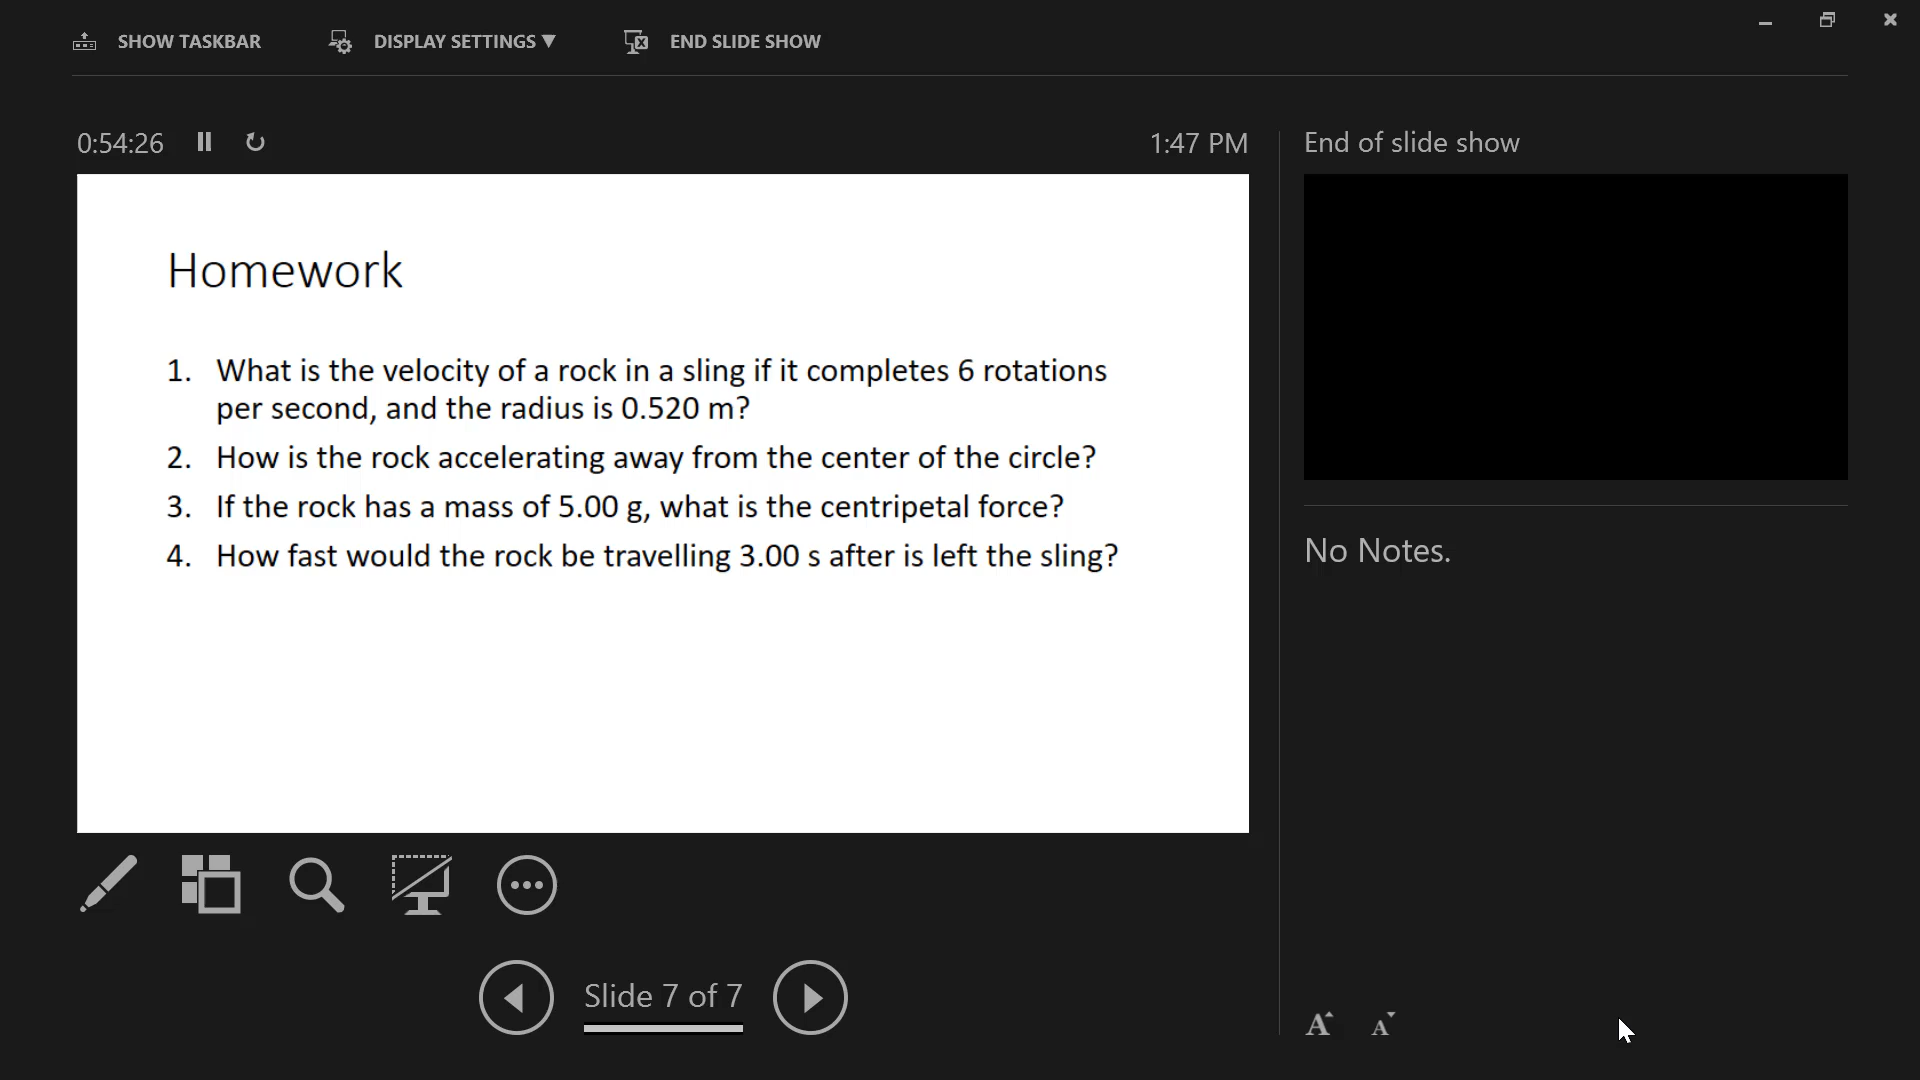 SHOW TASKBAR DISPLAY SETTINGS ▼ END SLIDE SHOW
0:54:26 1:47 PM
End of slide show
Homework
1. What is the velocity of a rock in a sling if it completes 6 rotations
per second, and the radius is 0.520 m?
2. How is the rock accelerating away from the center of the circle?
3. If the rock has a mass of 5.00 g, what is the centripetal force?
4. How fast would the rock be travelling 3.00 s after is left the sling?
No Notes.
Slide 7 of 7
A A